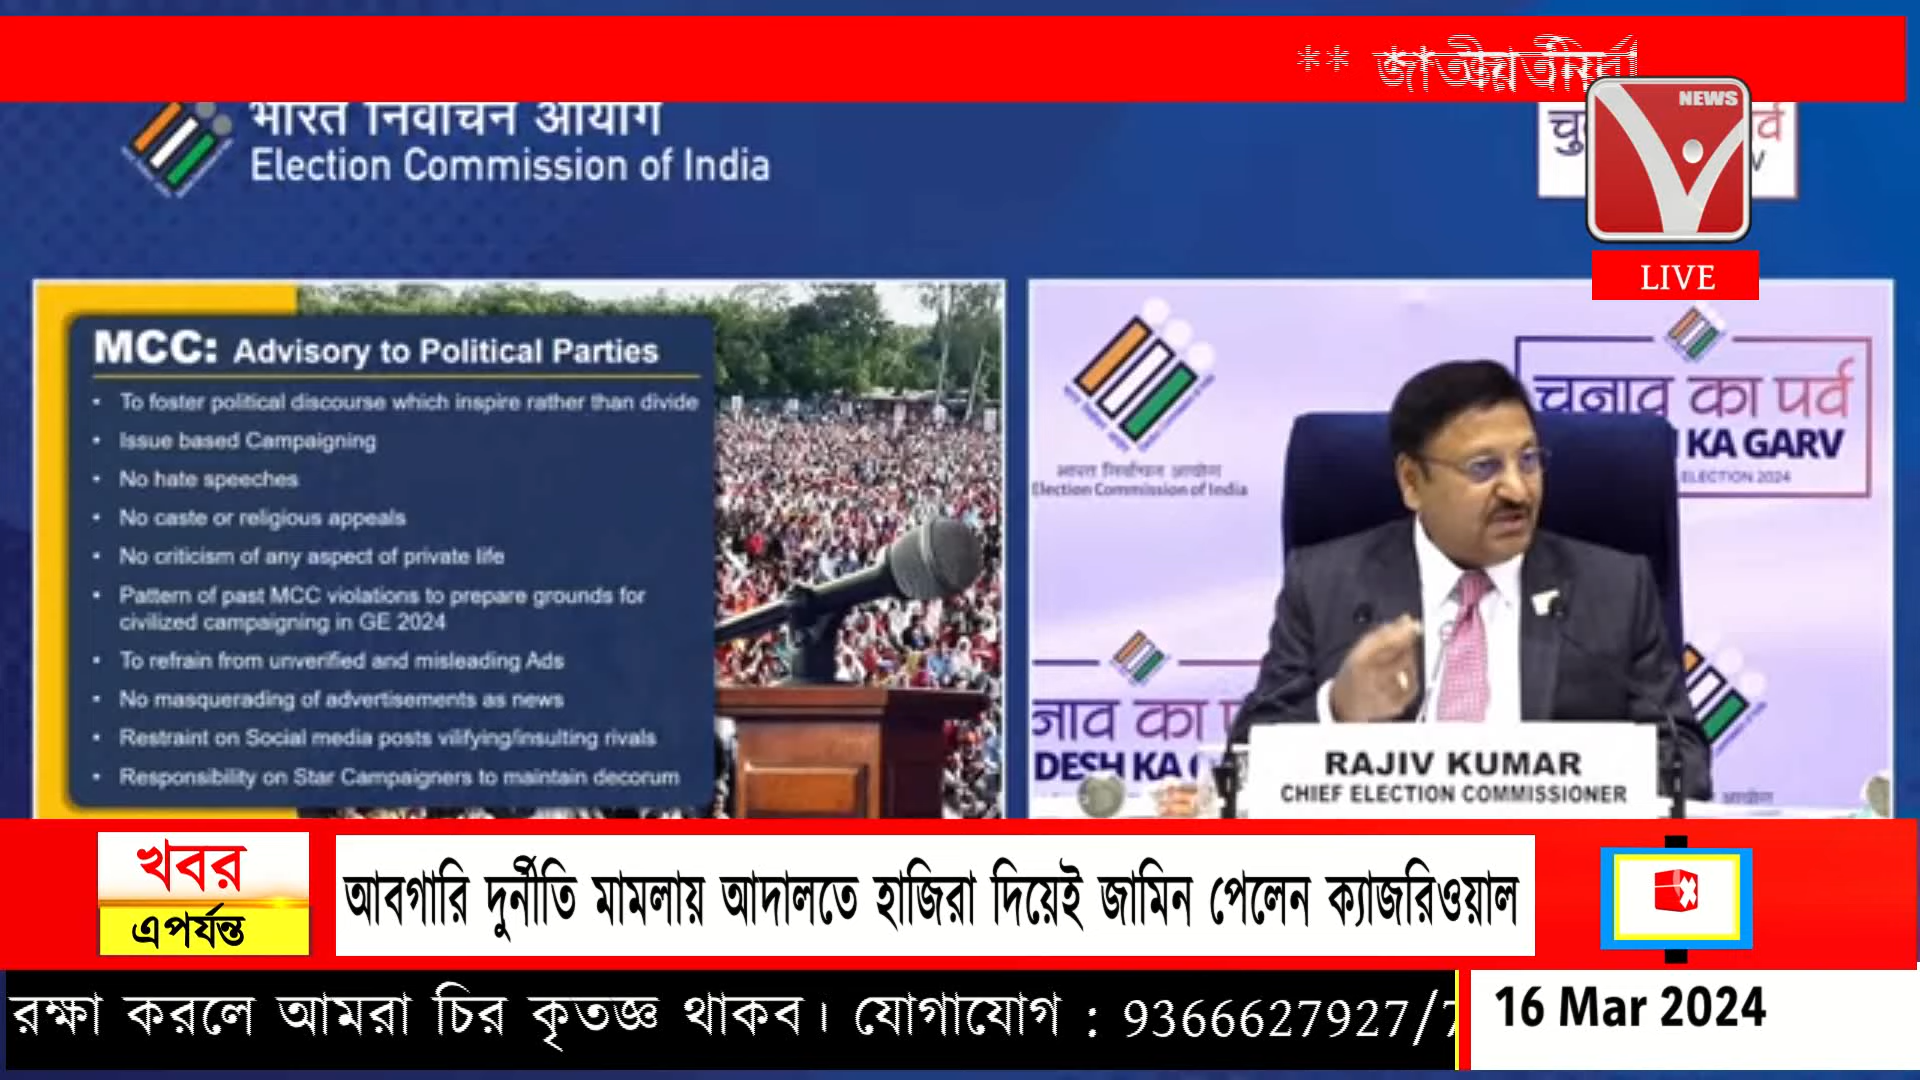 **
NEWS
LIVE
भारत निर्वाचन आयोग
Election Commission of India
MCC: Advisory to Political Parties
• To foster political discourse which inspire rather than divide
• Issue based Campaigning
• No hate speeches
• No caste or religious appeals
• No criticism of any aspect of private life
• Pattern of past MCC violations to prepare grounds for
civilized campaigning in GE 2024
• To refrain from unverified and misleading Ads
• No masquerading of advertisements as news
• Restraint on Social media posts vilifying/insulting rivals
• Responsibility on Star Campaigners to maintain decorum
भारत निर्वाचन आयोग
Election Commission of India
चुनाव का पर्व
KA GARV
ELECTION 2024
का
DESH KA
RAJIV KUMAR
CHIEF ELECTION COMMISSIONER
খবর
এপর্যন্ত
আবগারি দুর্নীতি মামলায় আদালতে হাজিরা দিয়েই জামিন পেলেন ক্যাজরিওয়াল
রক্ষা করলে আমরা চির কৃতজ্ঞ থাকব। যোগাযোগ : 9366627927/7
16 Mar 2024